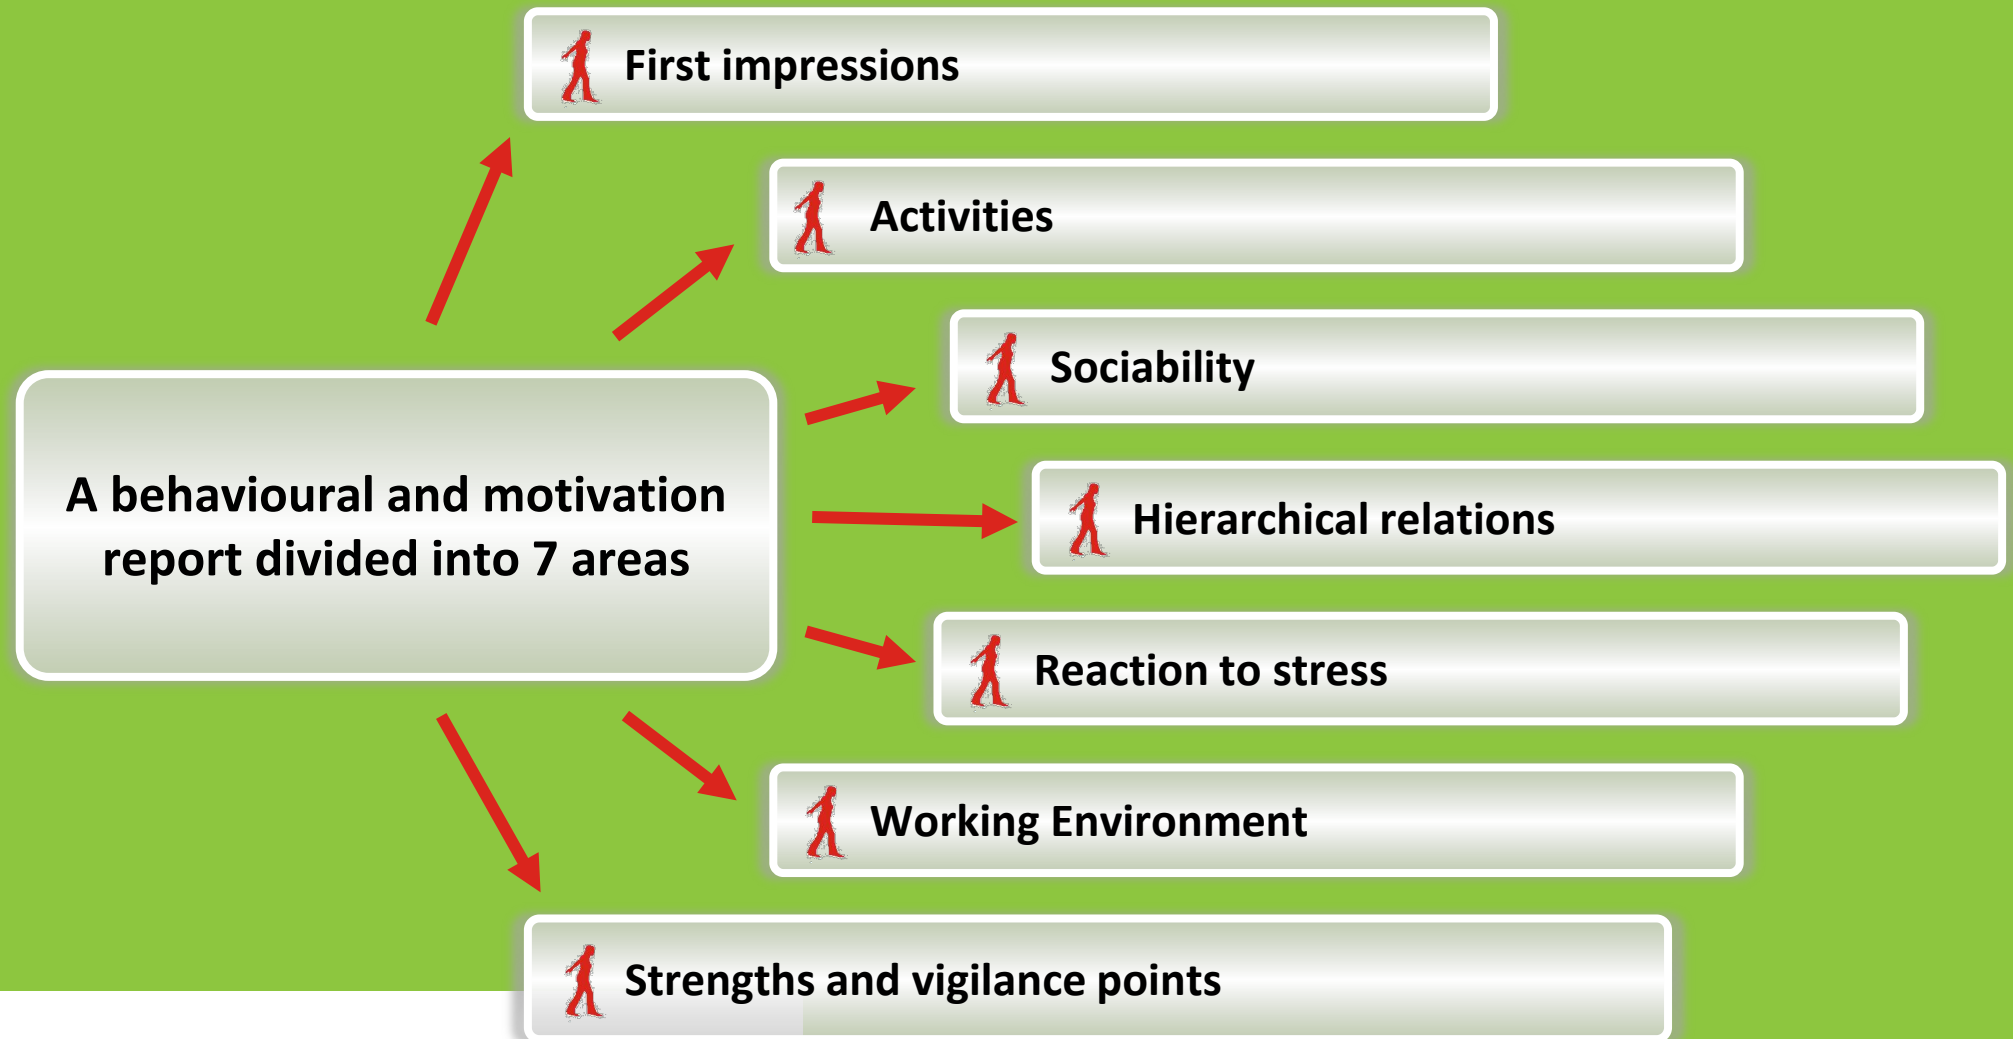 First impressions
Activities
Sociability
A behavioural and motivation
report divided into 7 areas
Hierarchical relations
Reaction to stress
Working Environment
Strengths and vigilance points